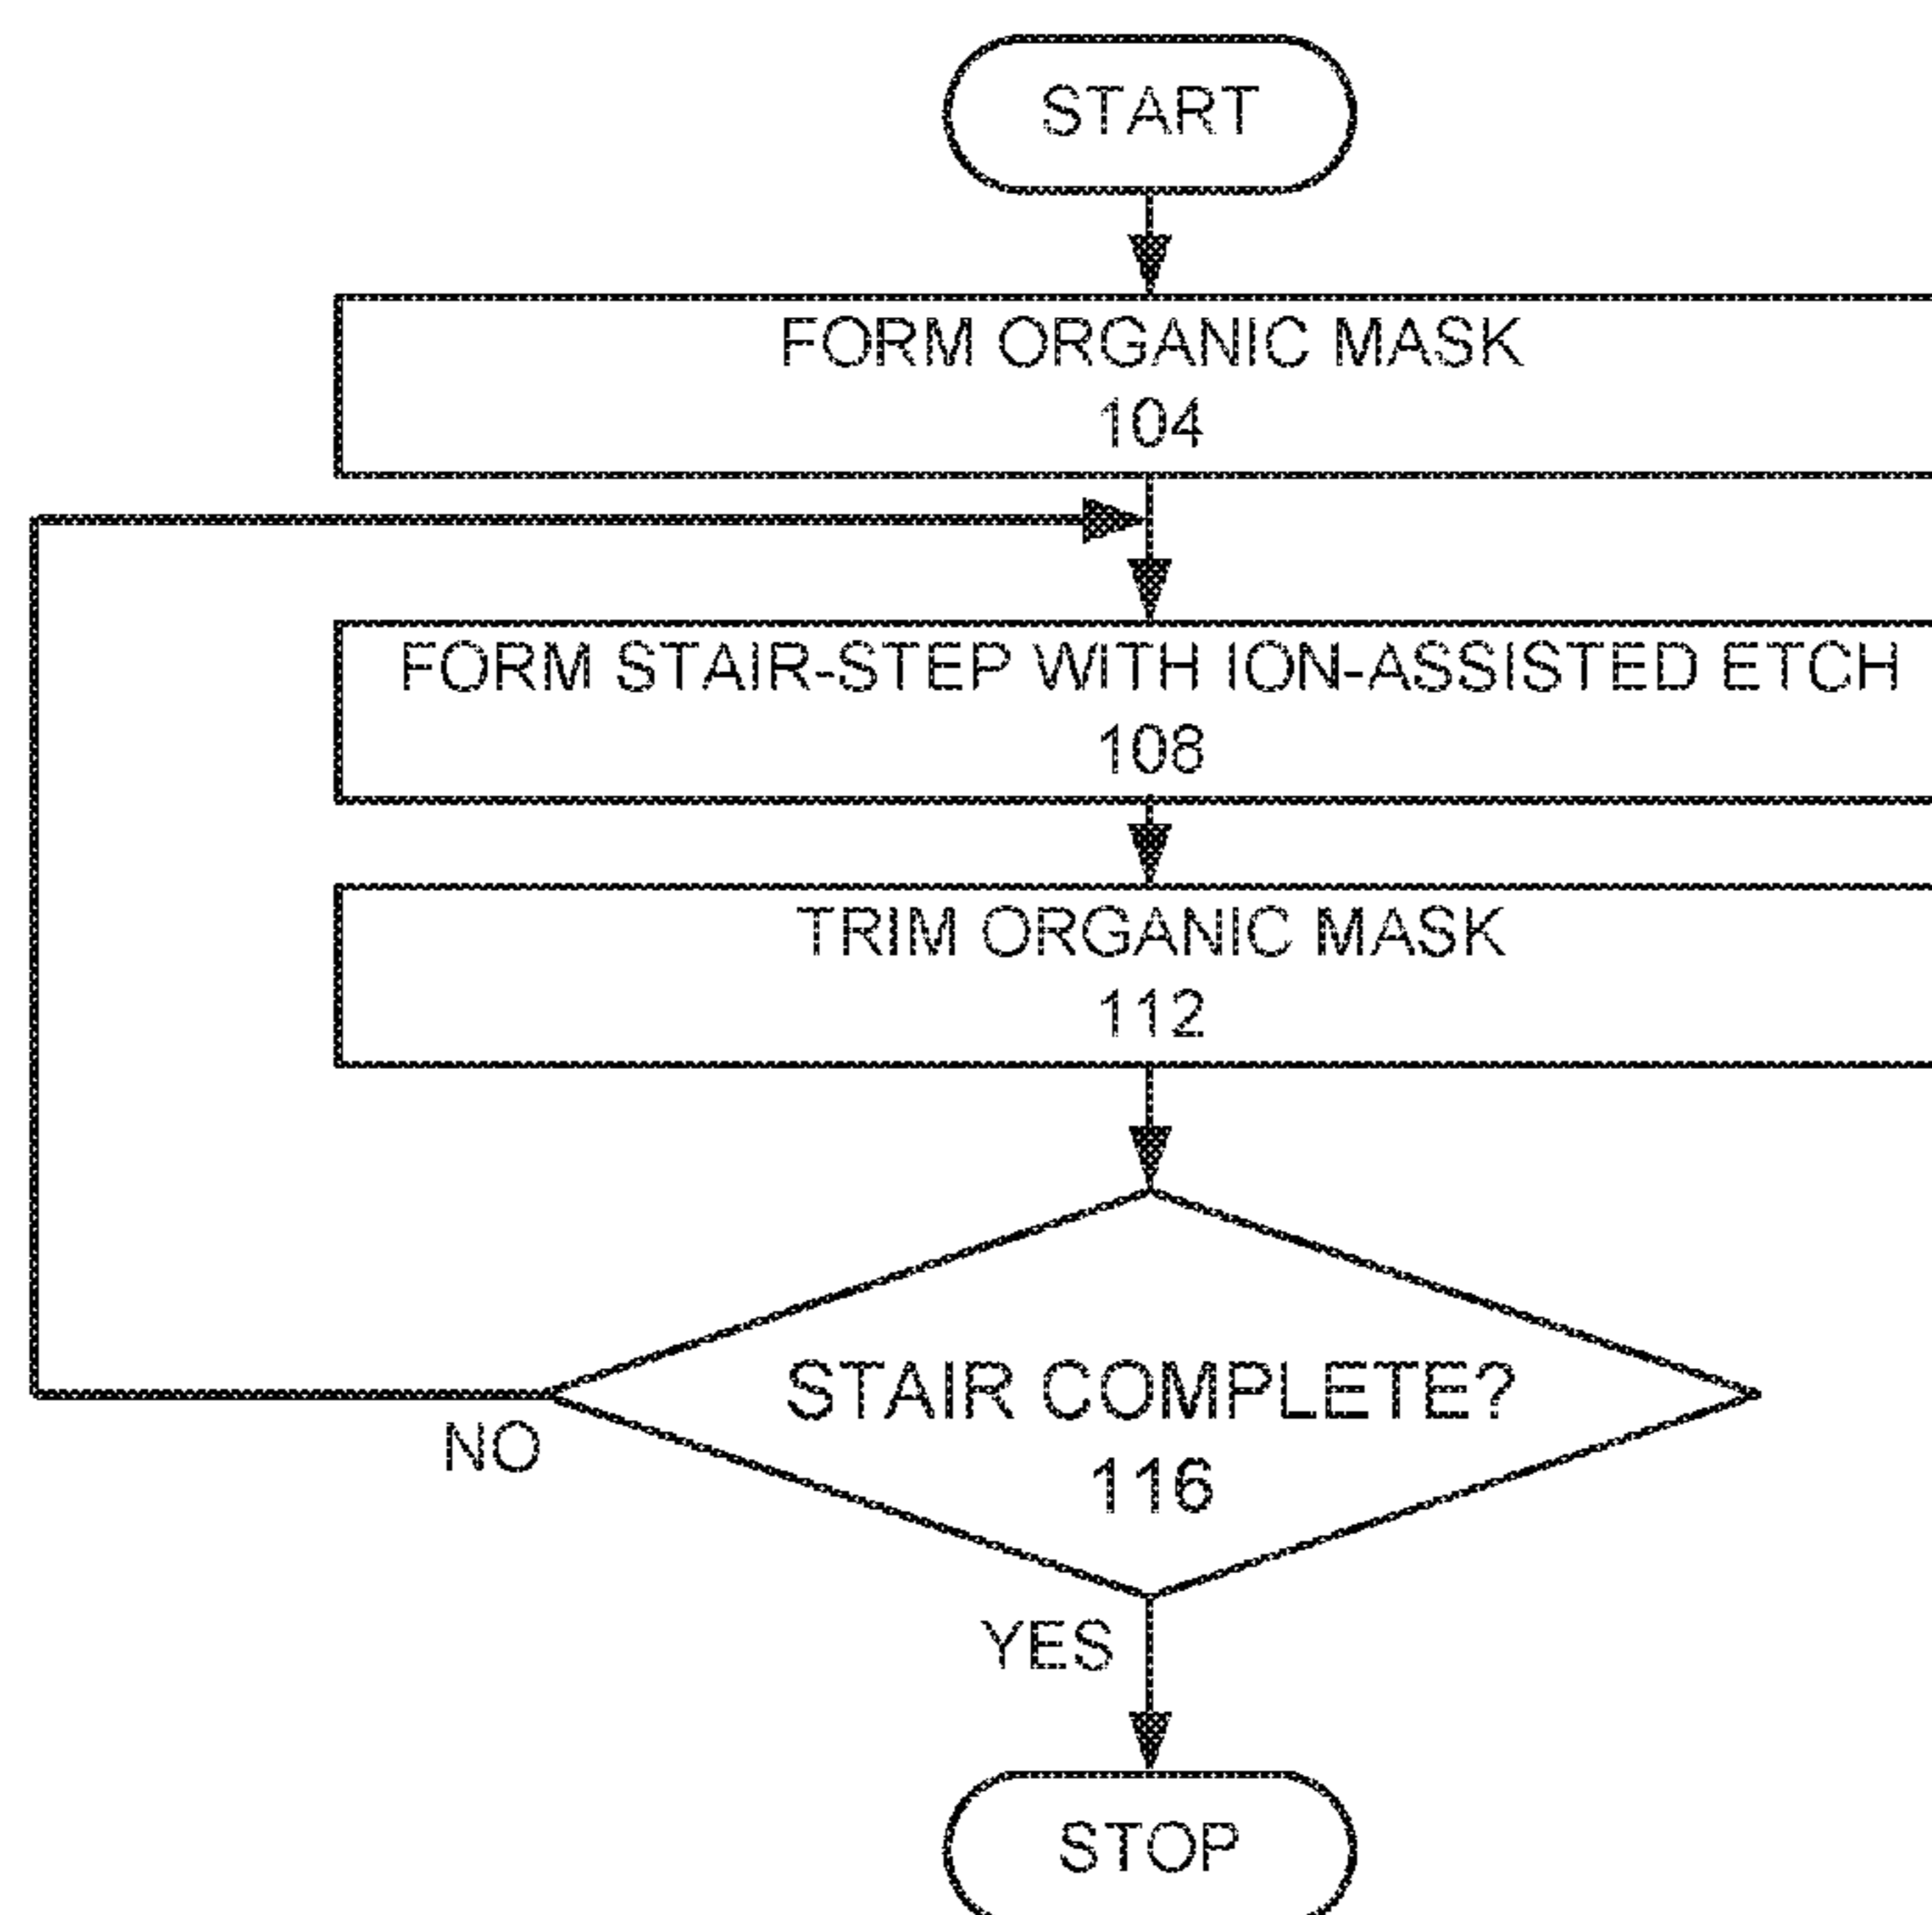 START
FORM ORGANIC MASK
104
FORM STAIR-STEP WITH ION-ASSISTED ETCH
108
TRIM ORGANIC MASK
112
STAIR COMPLETE?
116
NO
YES
STOP